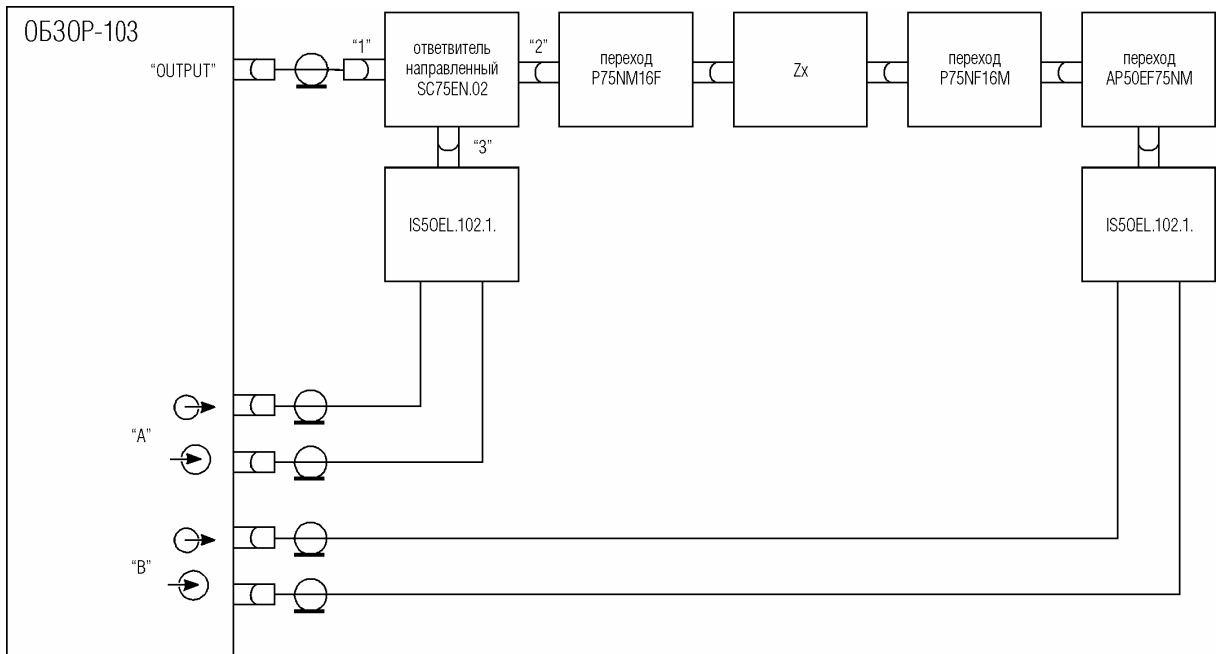 ОБЗОР-103
“OUTPUT”
“1”
ответвитель
направленный
SC75EN.02
“2”
переход
P75NM16F
Zx
переход
P75NF16M
переход
AP50EF75NM
“3”
IS50EL.102.1.
IS50EL.102.1.
“A”
“B”